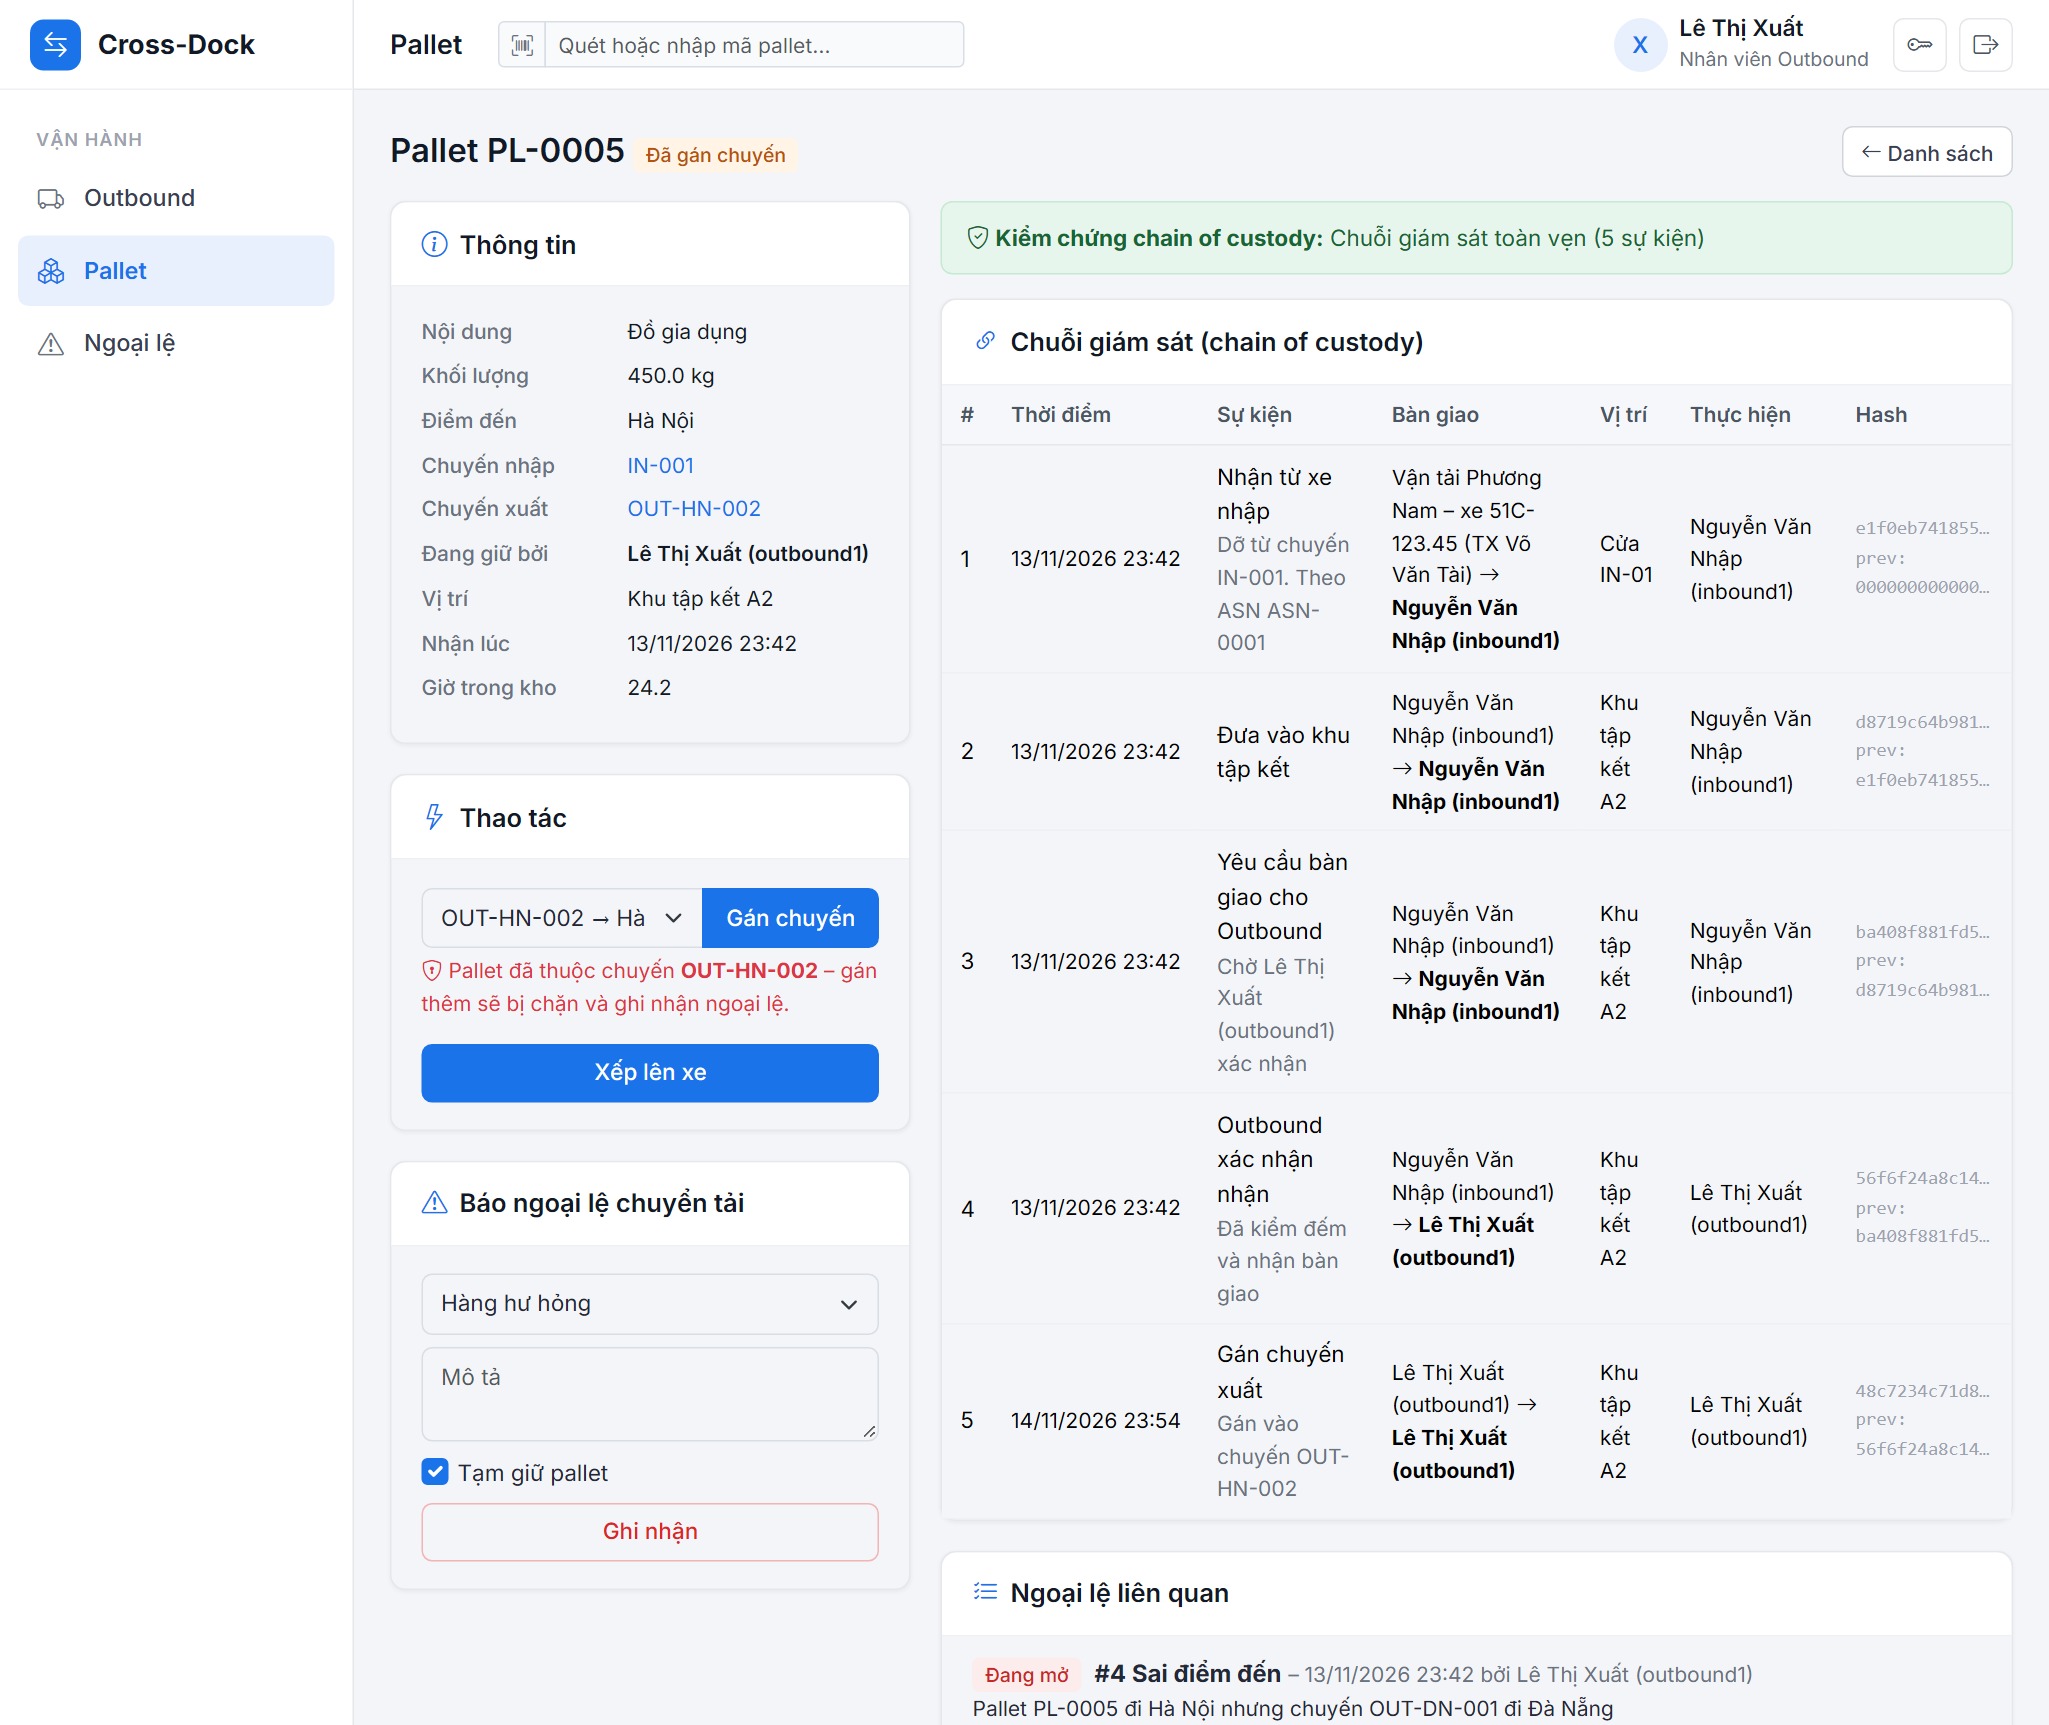 Cross-Dock
Pallet
Quét hoặc nhập mã pallet...
X
Lê Thị Xuất
Nhân viên Outbound
VẬN HÀNH
Outbound
Pallet
Ngoại lệ
Pallet PL-0005 Đã gán chuyến
← Danh sách
Thông tin
Nội dung Đồ gia dụng
Khối lượng 450.0 kg
Điểm đến Hà Nội
Chuyến nhập IN-001
Chuyến xuất OUT-HN-002
Đang giữ bởi Lê Thị Xuất (outbound1)
Vị trí Khu tập kết A2
Nhận lúc 13/11/2026 23:42
Giờ trong kho 24.2
Thao tác
OUT-HN-002 → Hà
Gán chuyến
Pallet đã thuộc chuyến OUT-HN-002 – gán
thêm sẽ bị chặn và ghi nhận ngoại lệ.
Xếp lên xe
Báo ngoại lệ chuyển tải
Hàng hư hỏng
Mô tả
Tạm giữ pallet
Ghi nhận
Kiểm chứng chain of custody: Chuỗi giám sát toàn vẹn (5 sự kiện)
Chuỗi giám sát (chain of custody)
# Thời điểm Sự kiện Bàn giao Vị trí Thực hiện Hash
1
13/11/2026 23:42
Nhận từ xe
nhập
Dỡ từ chuyến
IN-001. Theo
ASN ASN-
0001
Vận tải Phương
Nam – xe 51C-
123.45 (TX Võ
Văn Tài) →
Nguyễn Văn
Nhập (inbound1)
Cửa
IN-01
Nguyễn Văn
Nhập
(inbound1)
e1f0eb741855…
prev:
000000000000…
2
13/11/2026 23:42
Đưa vào khu
tập kết
Nguyễn Văn
Nhập (inbound1)
→ Nguyễn Văn
Nhập (inbound1)
Khu
tập
kết
A2
Nguyễn Văn
Nhập
(inbound1)
d8719c64b981…
prev:
e1f0eb741855…
3
13/11/2026 23:42
Yêu cầu bàn
giao cho
Outbound
Chờ Lê Thị
Xuất
(outbound1)
xác nhận
Nguyễn Văn
Nhập (inbound1)
→ Nguyễn Văn
Nhập (inbound1)
Khu
tập
kết
A2
Nguyễn Văn
Nhập
(inbound1)
ba408f881fd5…
prev:
d8719c64b981…
4
13/11/2026 23:42
Outbound
xác nhận
nhận
Đã kiểm đếm
và nhận bàn
giao
Nguyễn Văn
Nhập (inbound1)
→ Lê Thị Xuất
(outbound1)
Khu
tập
kết
A2
Lê Thị Xuất
(outbound1)
56f6f24a8c14…
prev:
ba408f881fd5…
5
14/11/2026 23:54
Gán chuyến
xuất
Gán vào
chuyến OUT-
HN-002
Lê Thị Xuất
(outbound1) →
Lê Thị Xuất
(outbound1)
Khu
tập
kết
A2
Lê Thị Xuất
(outbound1)
48c7234c71d8…
prev:
56f6f24a8c14…
Ngoại lệ liên quan
Đang mở #4 Sai điểm đến – 13/11/2026 23:42 bởi Lê Thị Xuất (outbound1)
Pallet PL-0005 đi Hà Nội nhưng chuyến OUT-DN-001 đi Đà Nẵng